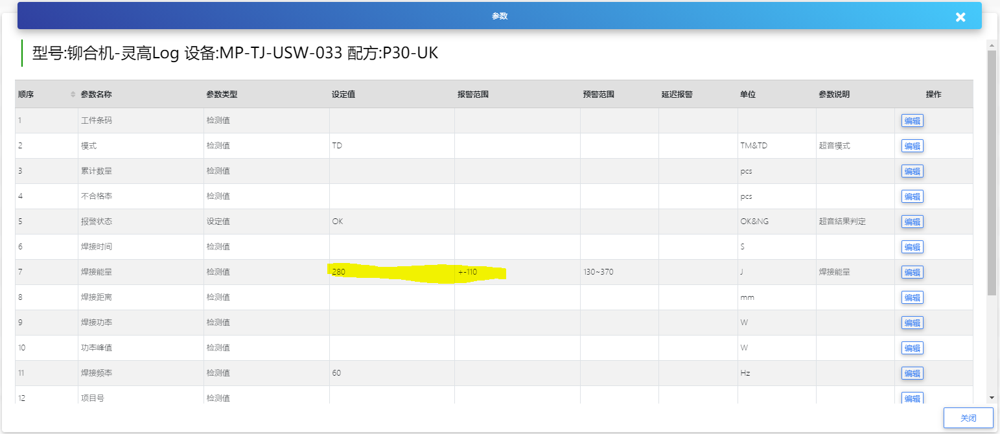 参数
型号:铆合机-灵高Log 设备:MP-TJ-USW-033 配方:P30-UK
顺序 参数名称 参数类型 设定值 报警范围 预警范围 延迟报警 单位 参数说明 操作
1 工件条码 检测值 编辑
2 模式 检测值 TD TM&TD 超音模式 编辑
3 累计数量 检测值 pcs 编辑
4 不合格率 检测值 pcs 编辑
5 报警状态 设定值 OK OK&NG 超音結果判定 编辑
6 焊接时间 检测值 S 编辑
7 焊接能量 检测值 280 +-110 130~370 J 焊接能量 编辑
8 焊接距离 检测值 mm 编辑
9 焊接功率 检测值 W 编辑
10 功率峰值 检测值 W 编辑
11 焊接频率 检测值 60 Hz 编辑
12 项目号 检测值 编辑
关闭